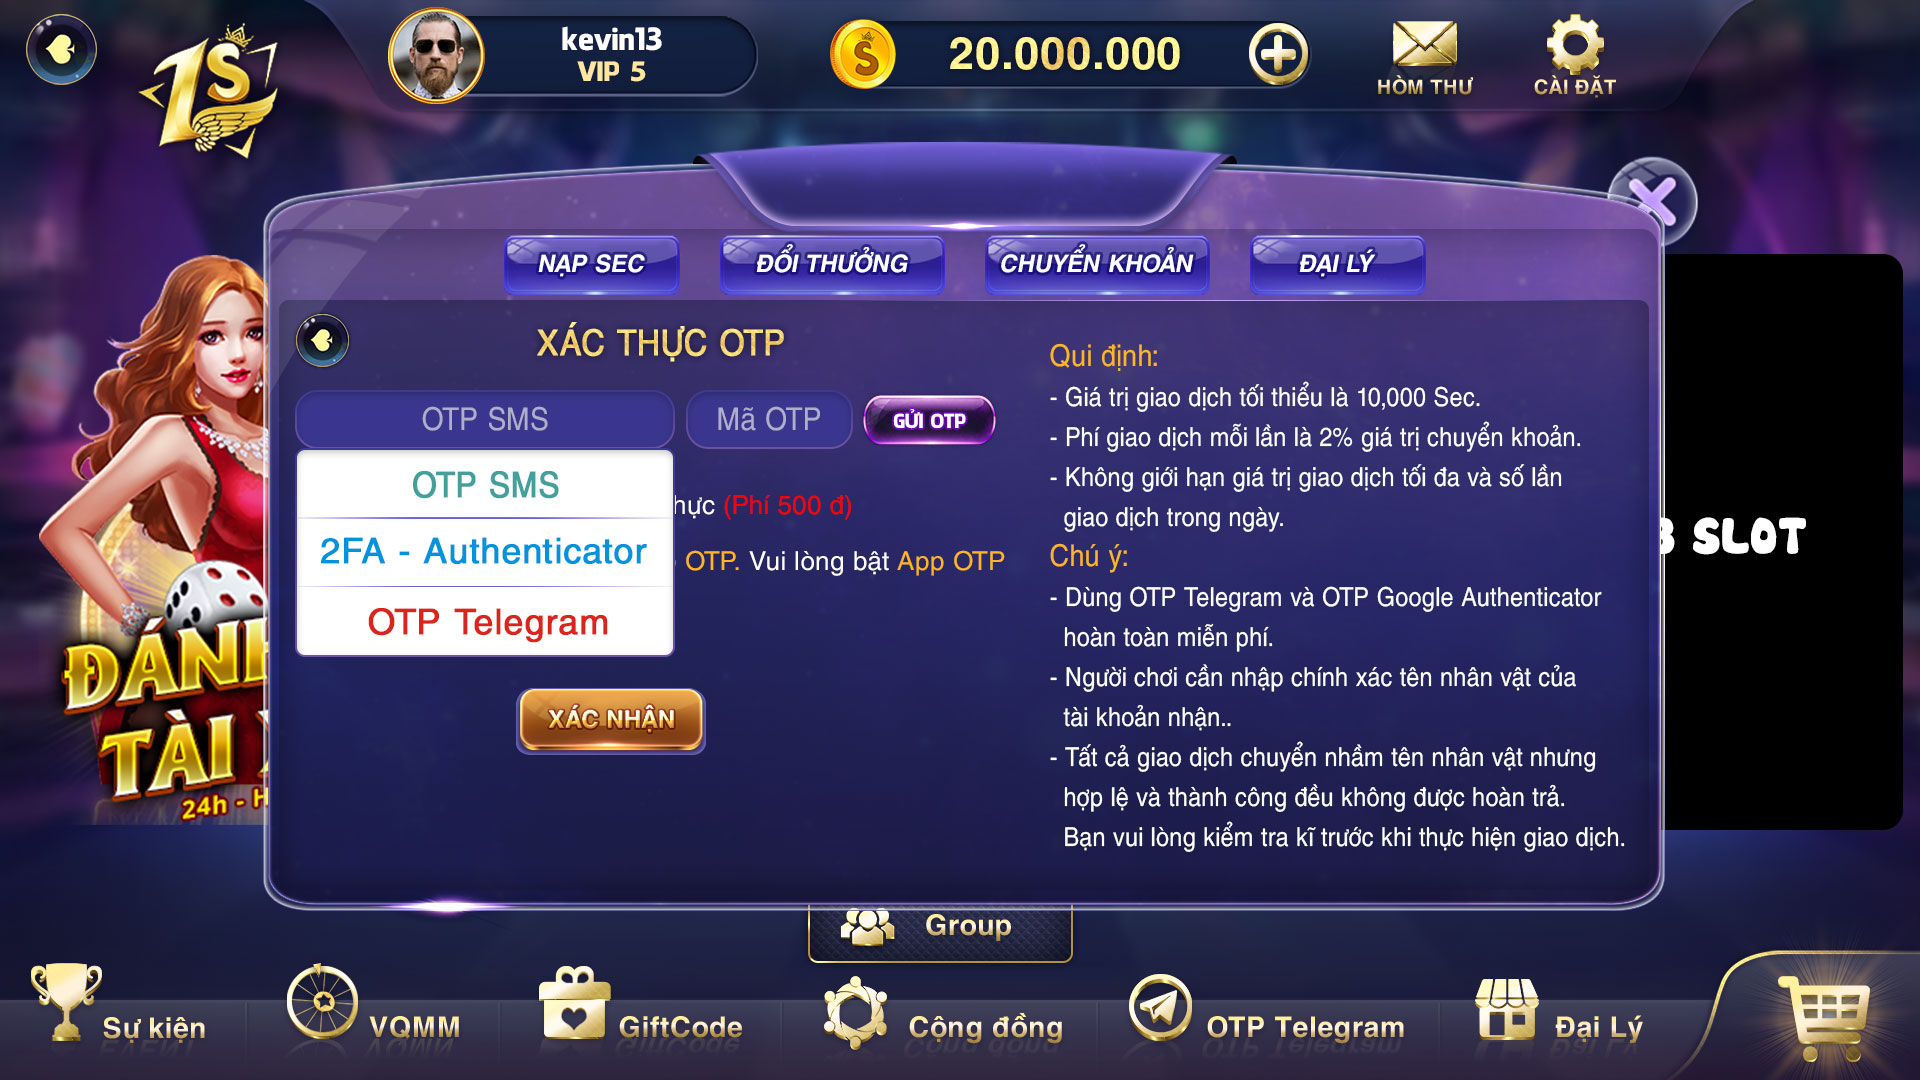 1S
kevin13
VIP 5
S
20.000.000
HÒM THƯ
CÀI ĐẶT
NẠP SEC
ĐỔI THƯỞNG
CHUYỂN KHOẢN
ĐẠI LÝ
XÁC THỰC OTP
OTP SMS
Mã OTP
GỬI OTP
OTP SMS
2FA - Authenticator
OTP Telegram
(Phí 500 đ)
OTP. Vui lòng bật App OTP
XÁC NHẬN
Qui định:
- Giá trị giao dịch tối thiểu là 10,000 Sec.
- Phí giao dịch mỗi lần là 2% giá trị chuyển khoản.
- Không giới hạn giá trị giao dịch tối đa và số lần
giao dịch trong ngày.
Chú ý:
- Dùng OTP Telegram và OTP Google Authenticator
hoàn toàn miễn phí.
- Người chơi cần nhập chính xác tên nhân vật của
tài khoản nhận..
- Tất cả giao dịch chuyển nhầm tên nhân vật nhưng
hợp lệ và thành công đều không được hoàn trả.
Bạn vui lòng kiểm tra kĩ trước khi thực hiện giao dịch.
ĐÁNH
TÀI
24h -
SLOT
Group
Sự kiện
VQMM
GiftCode
Cộng đồng
OTP Telegram
Đại Lý